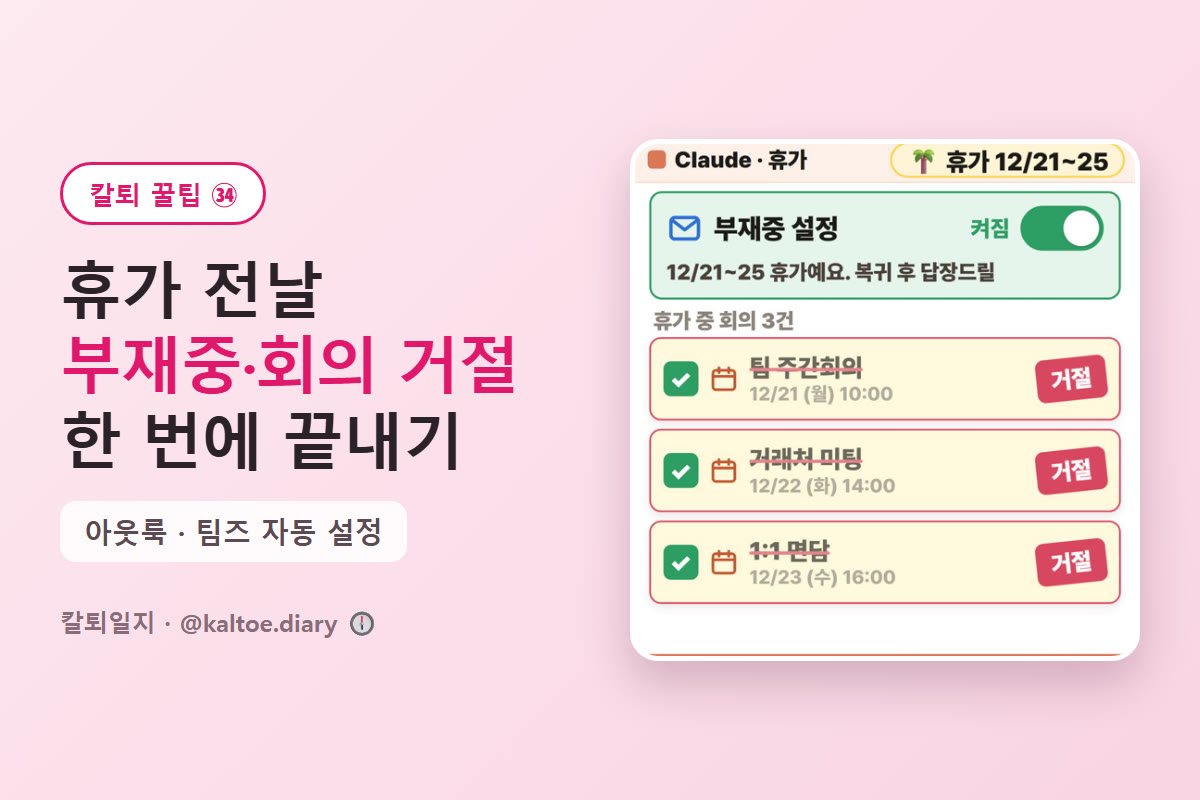 칼퇴 꿀팁 ㉞
휴가 전날
부재중·회의 거절
한 번에 끝내기
아웃룩 · 팀즈 자동 설정
칼퇴일지 · @kaltoe.diary
Claude · 휴가
휴가 12/21~25
부재중 설정
켜짐
12/21~25 휴가예요. 복귀 후 답장드릴
휴가 중 회의 3건
팀 주간회의
12/21 (월) 10:00
거절
거래처 미팅
12/22 (화) 14:00
거절
1:1 면담
12/23 (수) 16:00
거절